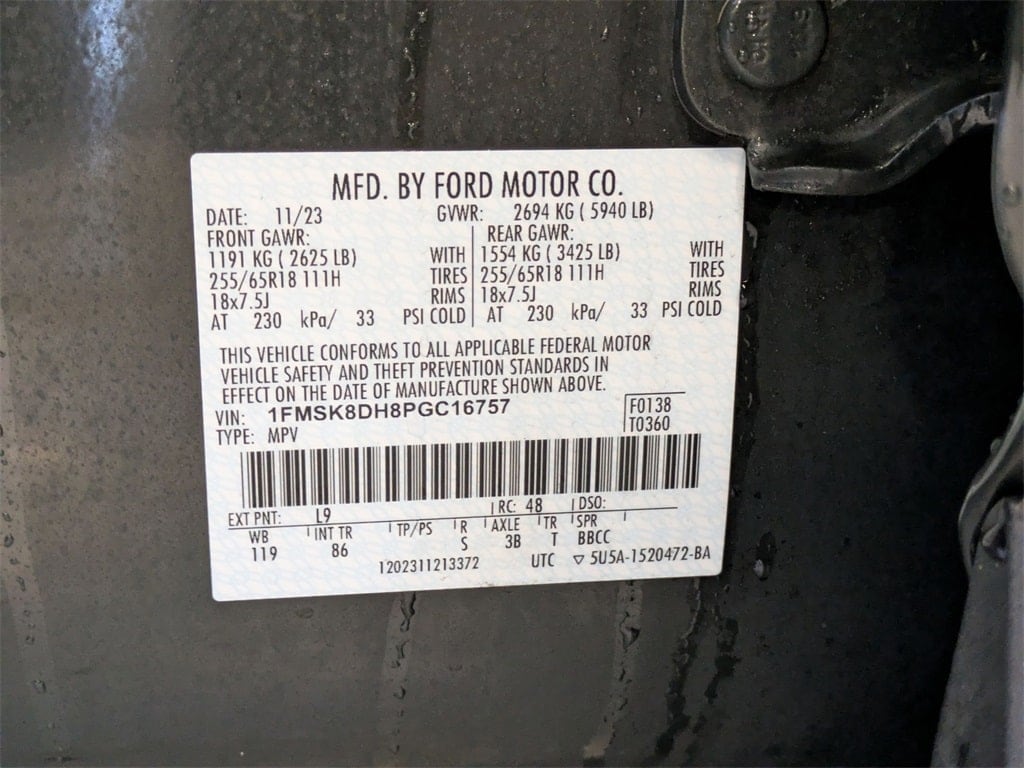 MFD. BY FORD MOTOR CO.
DATE: 11/23 GVWR: 2694 KG ( 5940 LB)
FRONT GAWR: REAR GAWR:
1191 KG ( 2625 LB) WITH 1554 KG ( 3425 LB) WITH
255/65R18 111H TIRES 255/65R18 111H TIRES
18x7.5J RIMS 18x7.5J RIMS
AT 230 kPa/ 33 PSI COLD AT 230 kPa/ 33 PSI COLD
THIS VEHICLE CONFORMS TO ALL APPLICABLE FEDERAL MOTOR
VEHICLE SAFETY AND THEFT PREVENTION STANDARDS IN
EFFECT ON THE DATE OF MANUFACTURE SHOWN ABOVE.
VIN: 1FMSK8DH8PGC16757 F0138
TYPE: MPV T0360
EXT PNT: L9 RC: 48 DSO:
WB INT TR TP/PS R AXLE TR SPR
119 86 S 3B T BBCC
1202311213372 UTC ▽ 5U5A-1520472-BA